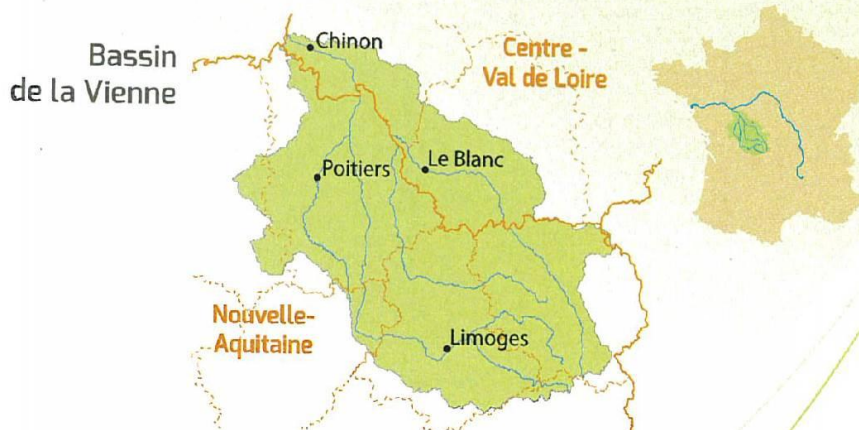 Bassin
de la Vienne
Chinon
Centre -
Val de Loire
Poitiers
Le Blanc
Nouvelle-
Aquitaine
Limoges